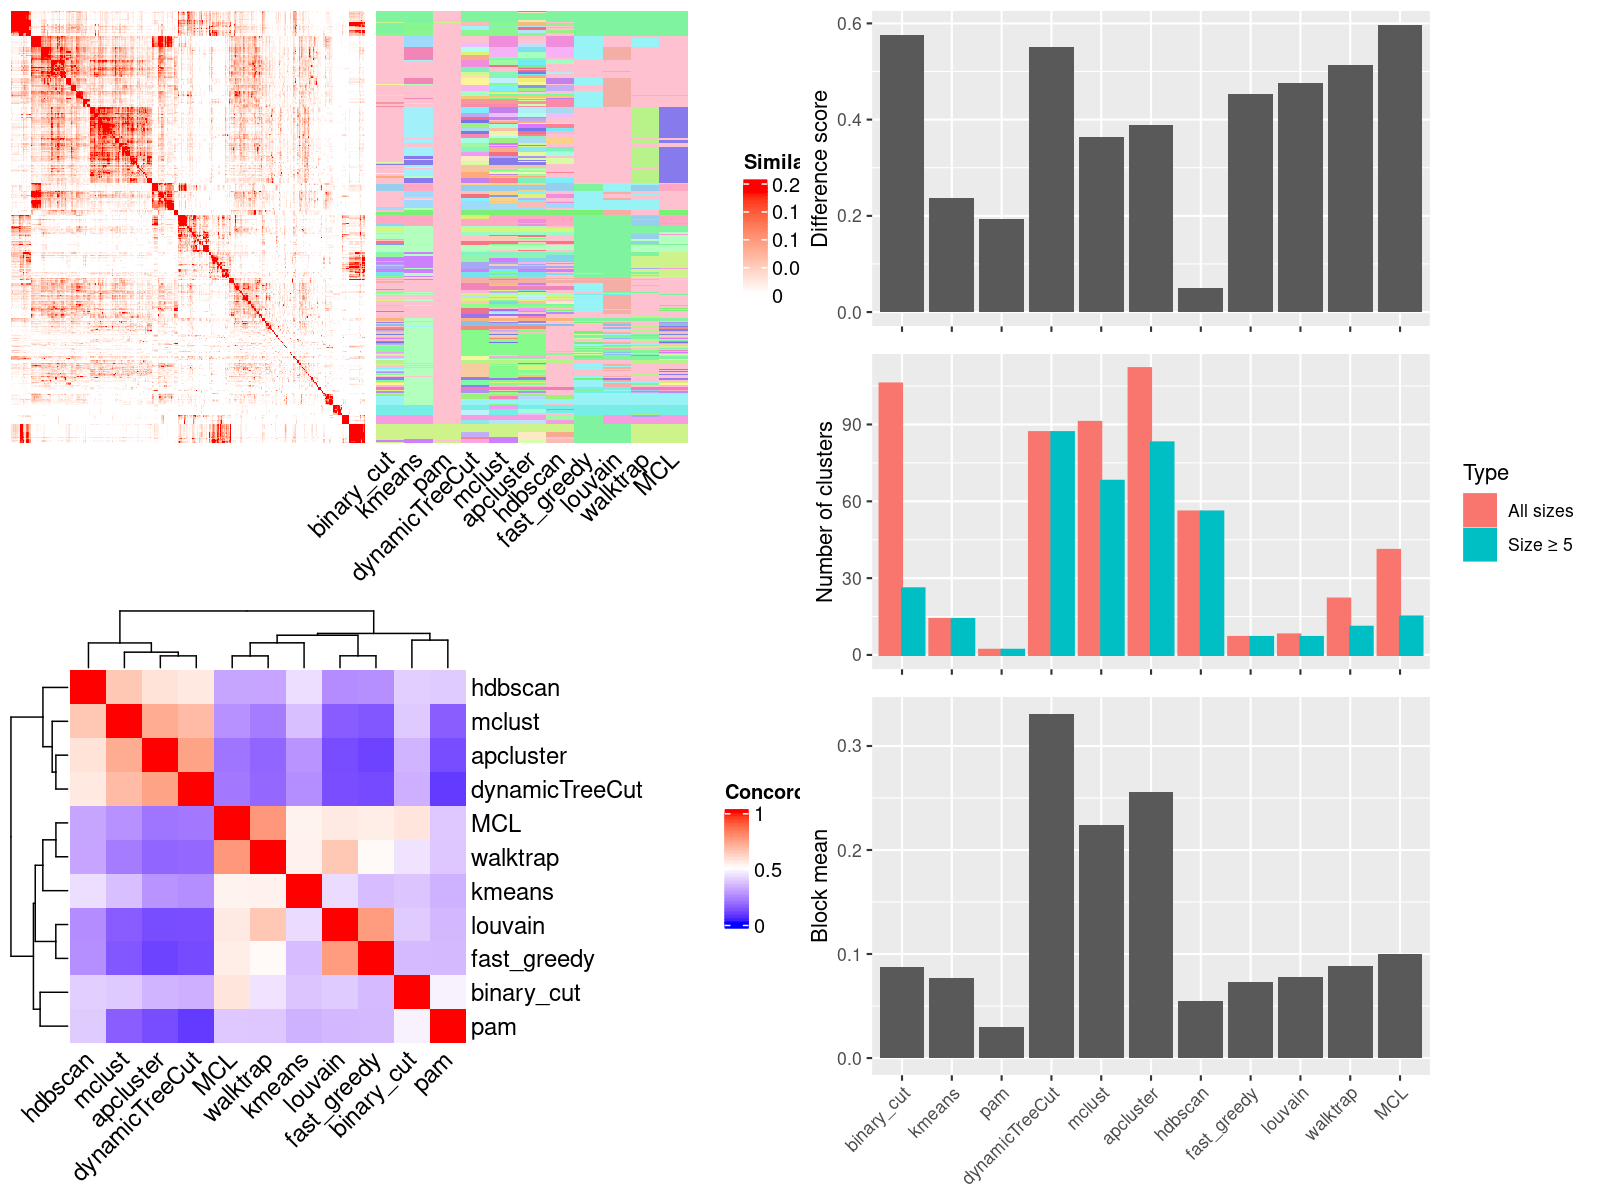 Simila
0.2
0.1
0.1
0.0
0
binary_cut
kmeans
pam
dynamicTreeCut
mclust
apcluster
hdbscan
fast_greedy
louvain
walktrap
MCL
hdbscan
mclust
apcluster
dynamicTreeCut
MCL
walktrap
kmeans
louvain
fast_greedy
binary_cut
pam
Concord
1
0.5
0
hdbscan
mclust
apcluster
dynamicTreeCut
MCL
walktrap
kmeans
louvain
fast_greedy
binary_cut
pam
Difference score
0.6
0.4
0.2
0.0
Number of clusters
90
60
30
0
Type
All sizes
Size ≥ 5
Block mean
0.3
0.2
0.1
0.0
binary_cut
kmeans
pam
dynamicTreeCut
mclust
apcluster
hdbscan
fast_greedy
louvain
walktrap
MCL